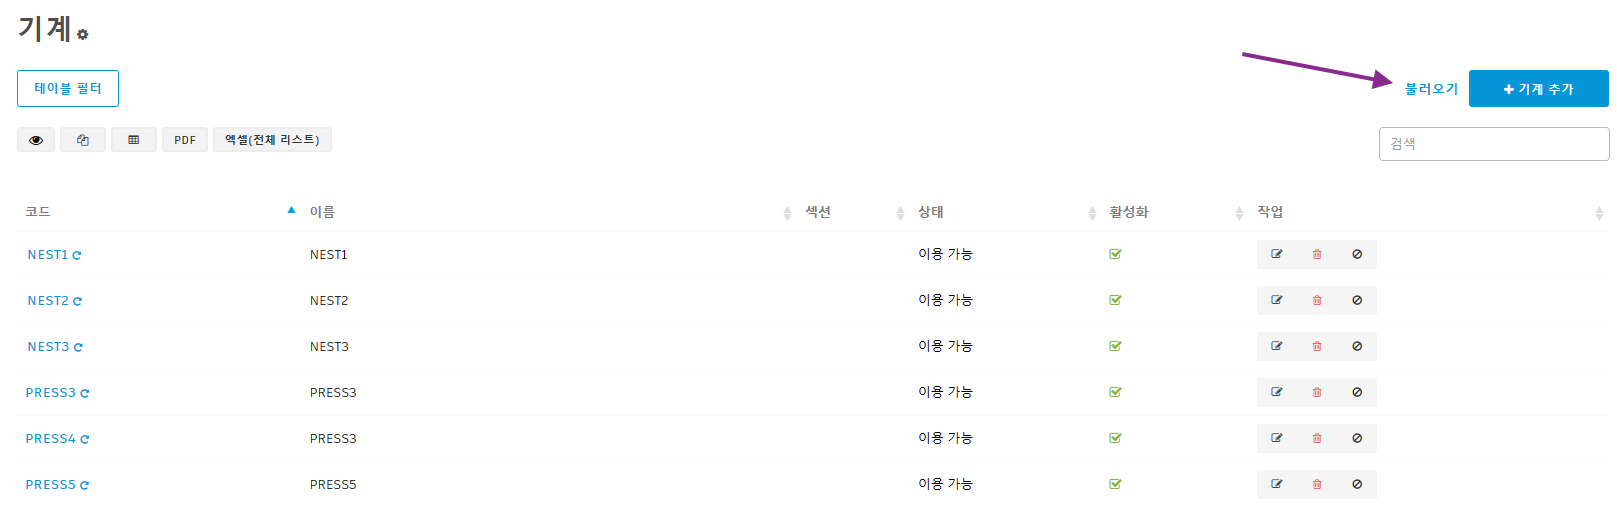 기계
테이블 필터
불러오기
기계 추가
PDF
엑셀(전체 리스트)
검색
코드 이름 섹션 상태 활성화 작업
NEST1 NEST1 이용 가능
NEST2 NEST2 이용 가능
NEST3 NEST3 이용 가능
PRESS3 PRESS3 이용 가능
PRESS4 PRESS3 이용 가능
PRESS5 PRESS5 이용 가능